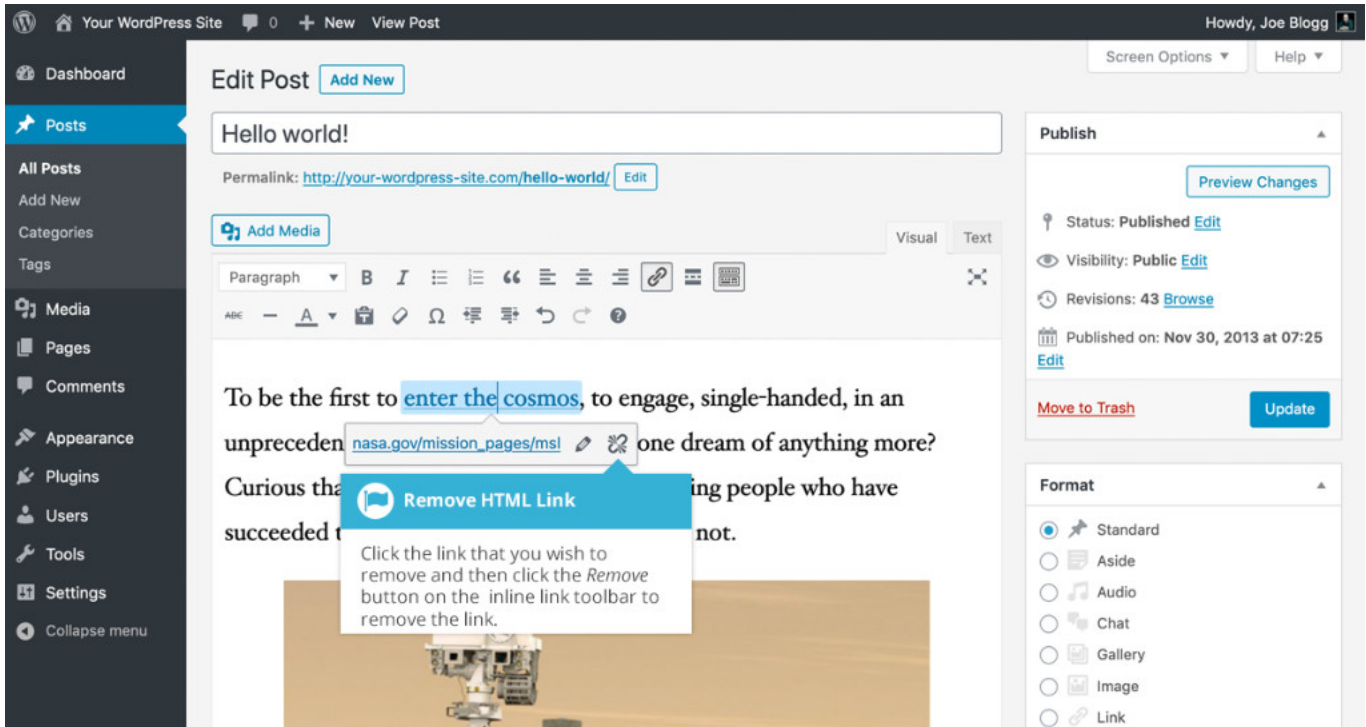 Your WordPress Site 0 + New View Post Howdy, Joe Blogg
Screen Options Help
Dashboard
Posts
All Posts
Add New
Categories
Tags
Media
Pages
Comments
Appearance
Plugins
Users
Tools
Settings
Collapse menu
Edit Post Add New
Hello world!
Permalink: http://your-wordpress-site.com/hello-world/ Edit
Add Media
Visual Text
Paragraph B I
ABC A Ω
To be the first to enter the cosmos, to engage, single-handed, in an
unpreceden nasa.gov/mission_pages/msl one dream of anything more?
Curious tha ing people who have
succeeded t not.
Remove HTML Link
Click the link that you wish to
remove and then click the Remove
button on the inline link toolbar to
remove the link.
Publish
Preview Changes
Status: Published Edit
Visibility: Public Edit
Revisions: 43 Browse
Published on: Nov 30, 2013 at 07:25
Edit
Move to Trash Update
Format
Standard
Aside
Audio
Chat
Gallery
Image
Link